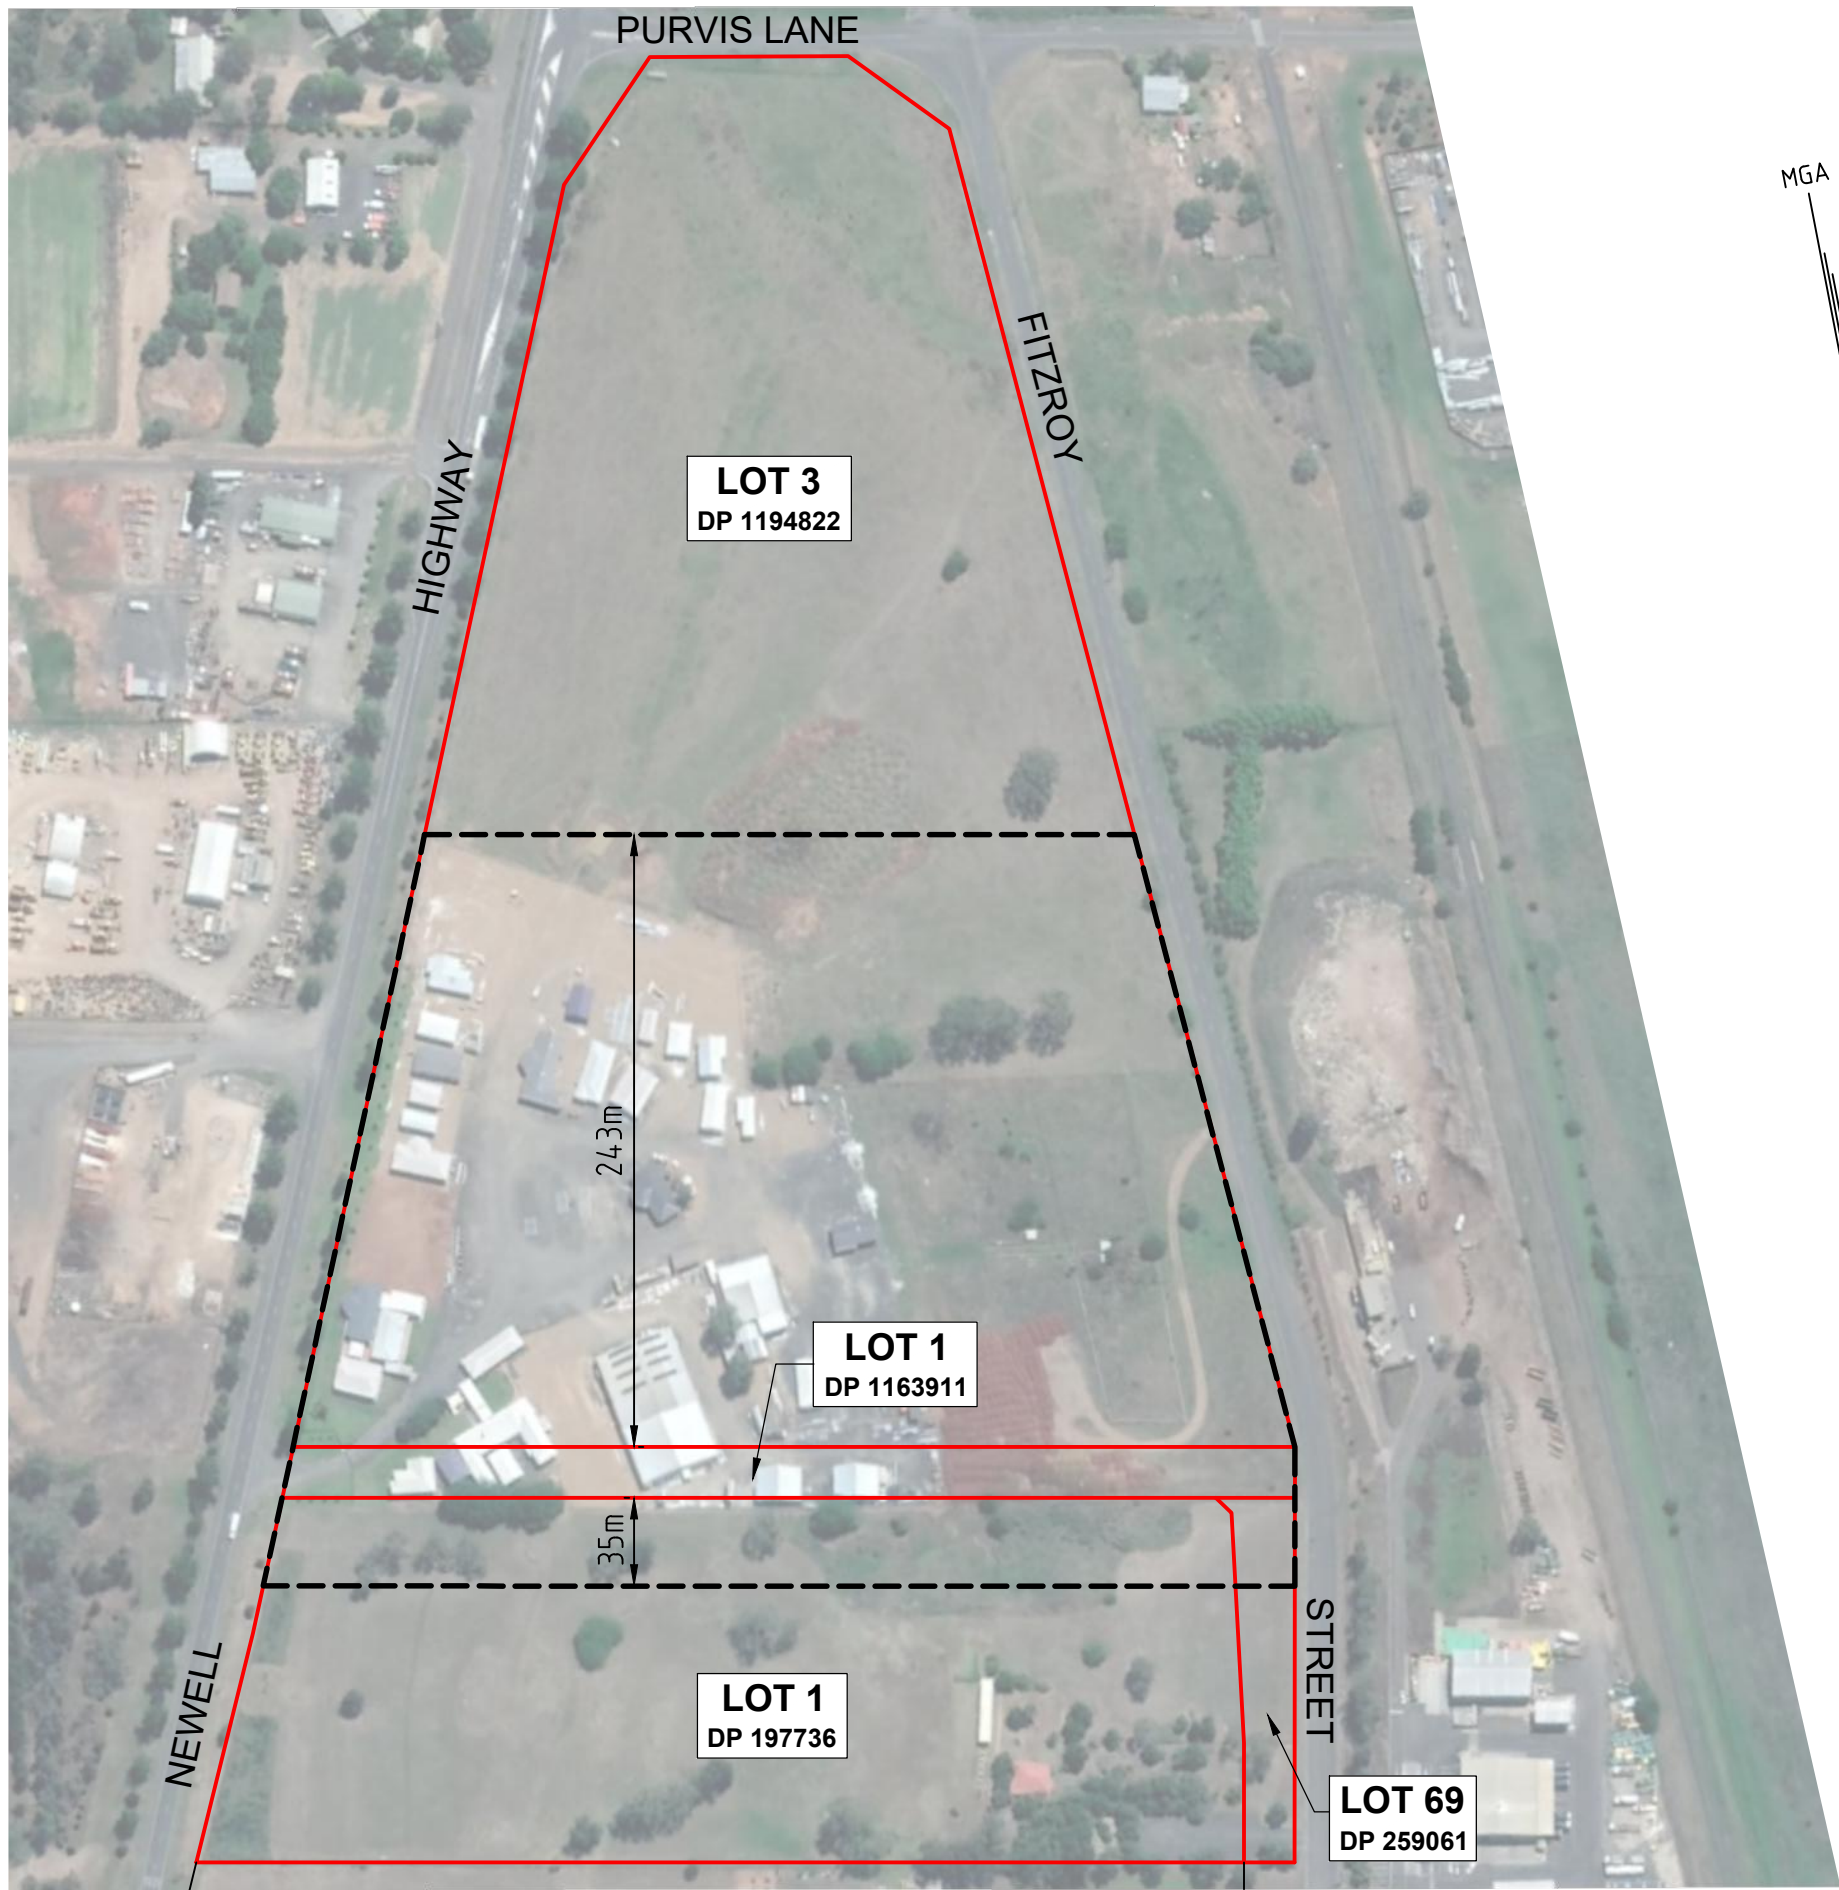 PURVIS LANE
MGA
FITZROY
HIGHWAY
LOT 3
DP 1194822
243m
LOT 1
DP 1163911
35m
STREET
NEWELL
LOT 1
DP 197736
LOT 69
DP 259061